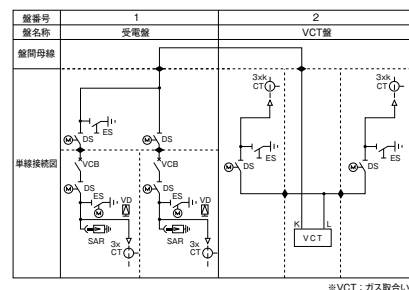 盤番号 1 2
盤名称 受電盤 VCT盤
盤間母線
単線接続図
3xk
CT
3xk
CT
ES
ES
ES
M DS
M DS
M DS
M DS
VCB
VCB
M DS
M DS
ES
VD
ES
VD
M
M
SAR
SAR
3x
CT
3x
CT
K
L
VCT
※VCT：ガス取合い